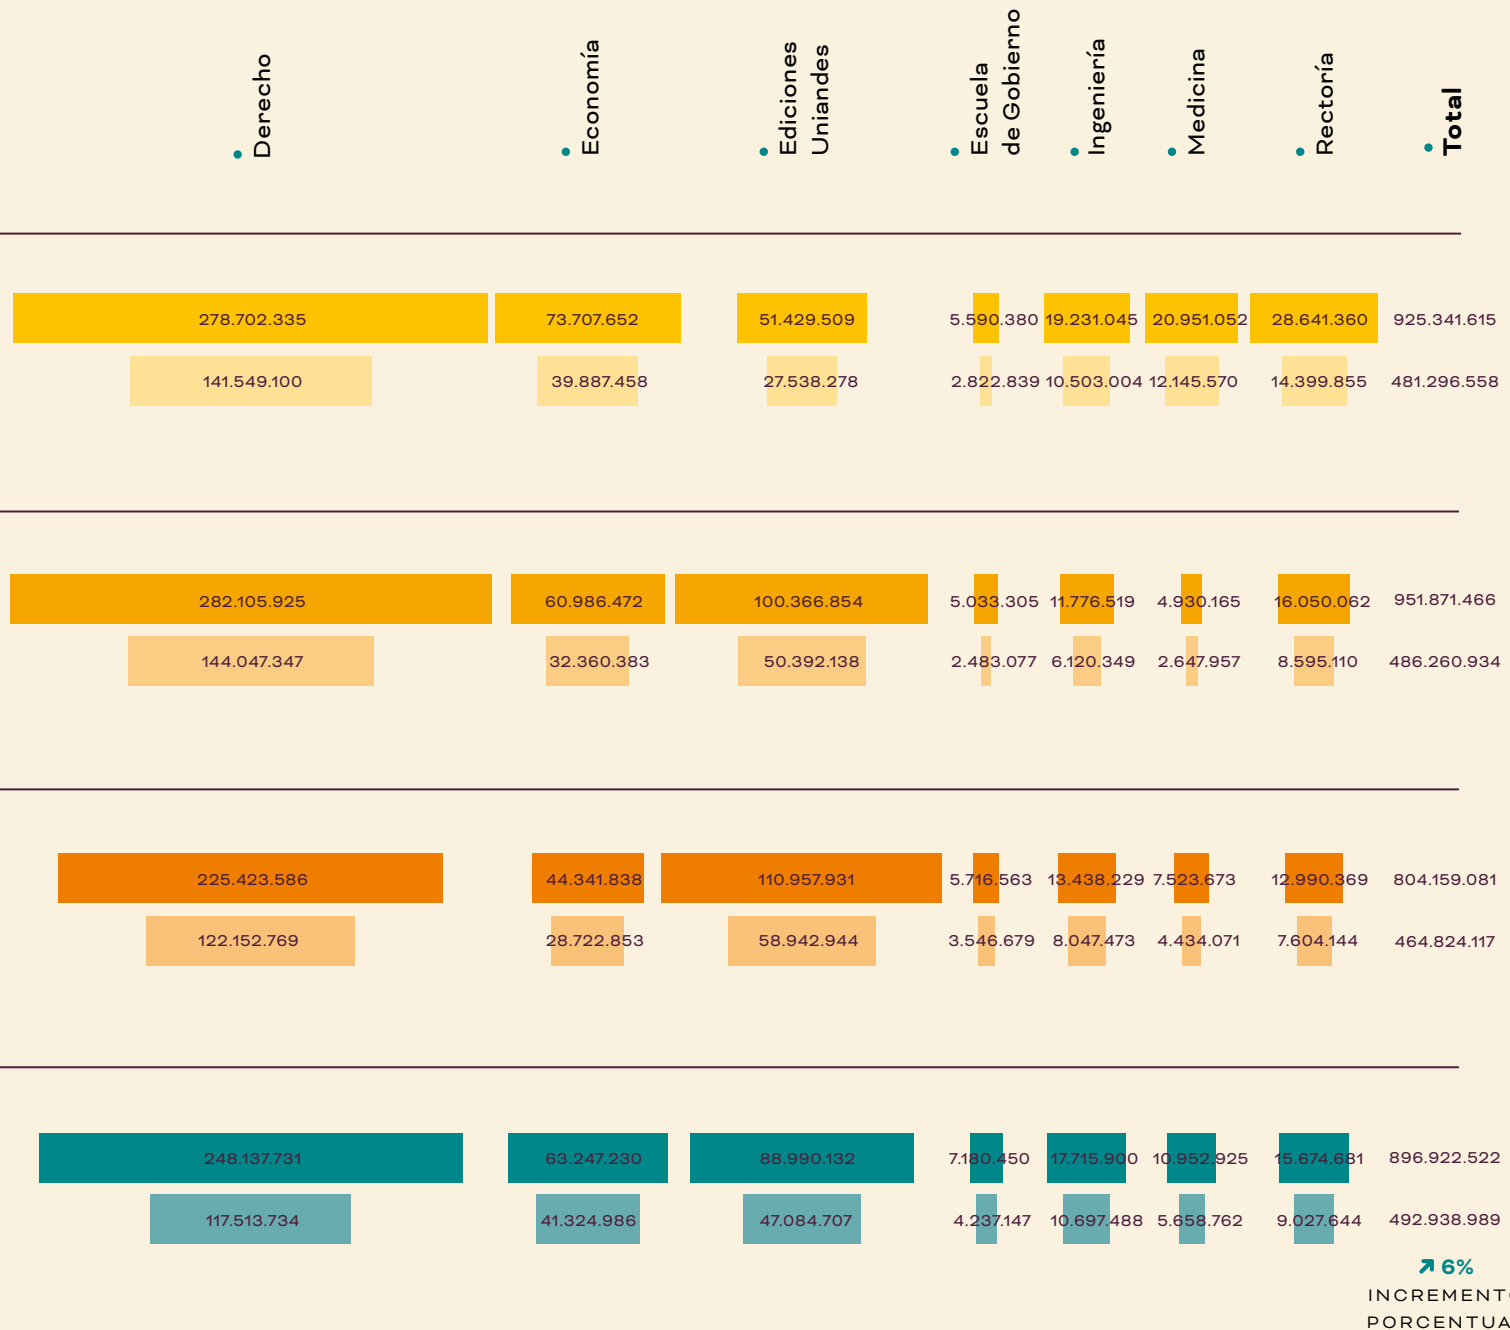 Derecho
Economía
Ediciones
Uniandes
Escuela
de Gobierno
Ingeniería
Medicina
Rectoría
Total
278.702.335 73.707.652 51.429.509 5.590.380 19.231.045 20.951.052 28.641.360 925.341.615
141.549.100 39.887.458 27.538.278 2.822.839 10.503.004 12.145.570 14.399.855 481.296.558
282.105.925 60.986.472 100.366.854 5.033.305 11.776.519 4.930.165 16.050.062 951.871.466
144.047.347 32.360.383 50.392.138 2.483.077 6.120.349 2.647.957 8.595.110 486.260.934
225.423.586 44.341.838 110.957.931 5.716.563 13.438.229 7.523.673 12.990.369 804.159.081
122.152.769 28.722.853 58.942.944 3.546.679 8.047.473 4.434.071 7.604.144 464.824.117
248.137.731 63.247.230 88.990.132 7.180.450 17.715.900 10.952.925 15.674.681 896.922.522
117.513.734 41.324.986 47.084.707 4.237.147 10.697.488 5.658.762 9.027.644 492.938.989
6%
INCREMENTO
PORCENTUA